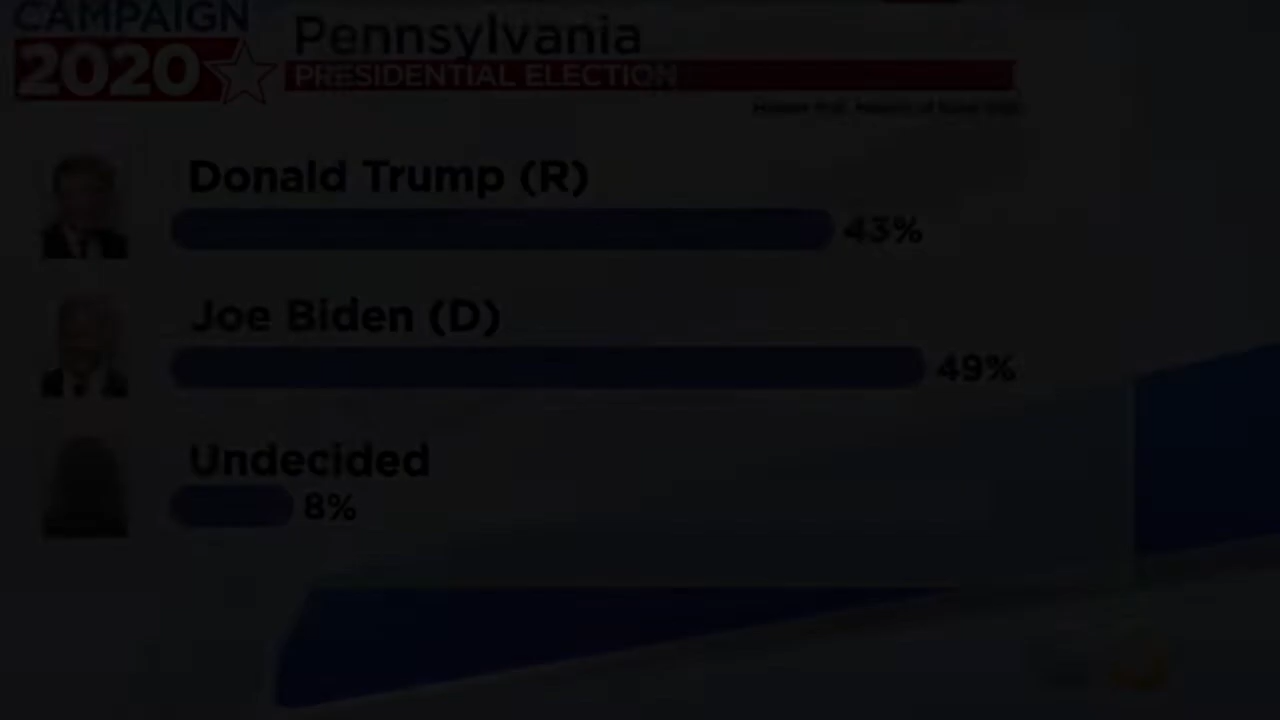 CAMPAIGN
2020
Pennsylvania
PRESIDENTIAL ELECTION
Donald Trump (R)
43%
Joe Biden (D)
49%
Undecided
8%